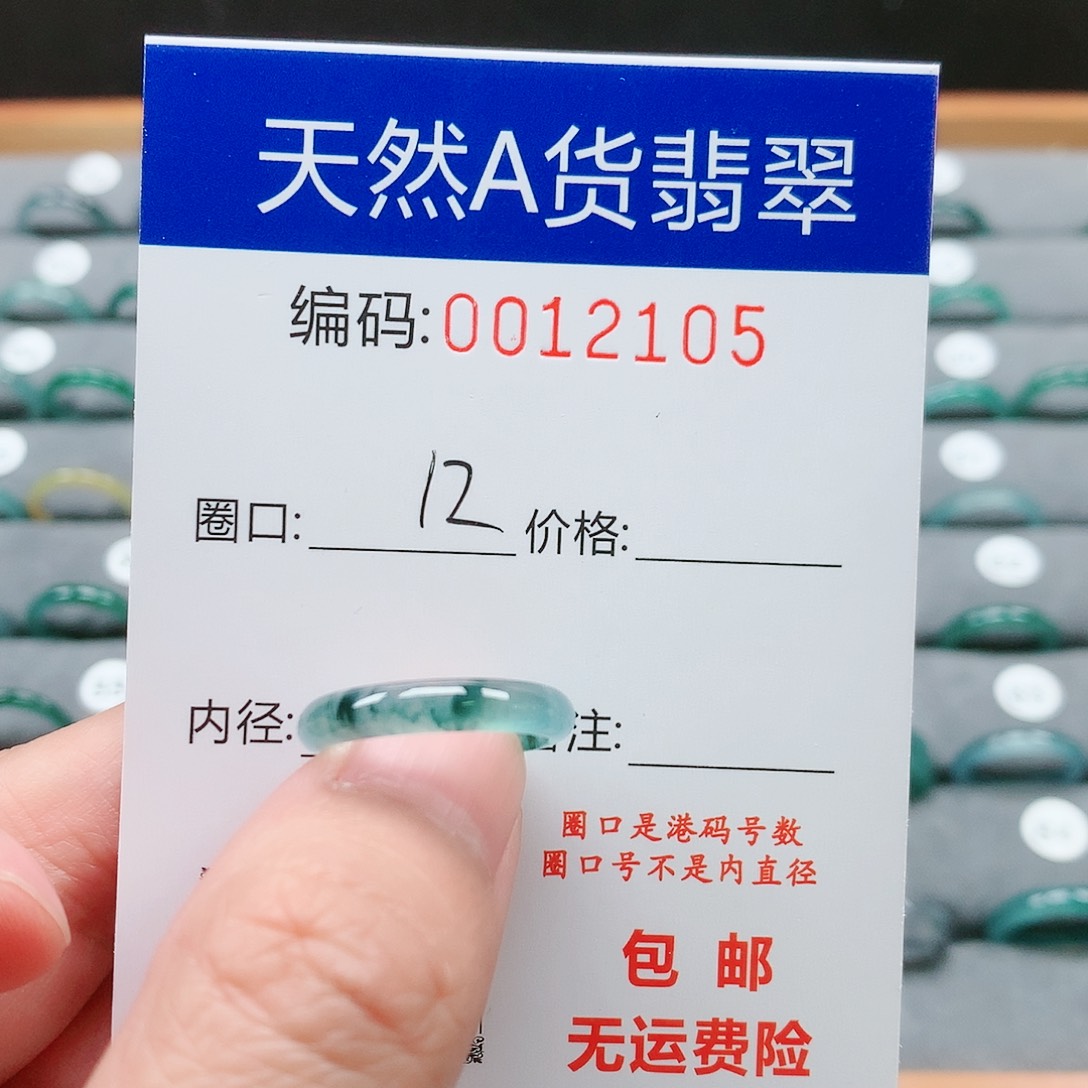 天然A货翡翠
编码:0012105
圈口: 12 价格:
内径: 注:
圈口是港码号数
圈口号不是内直径
包 邮
无运费险